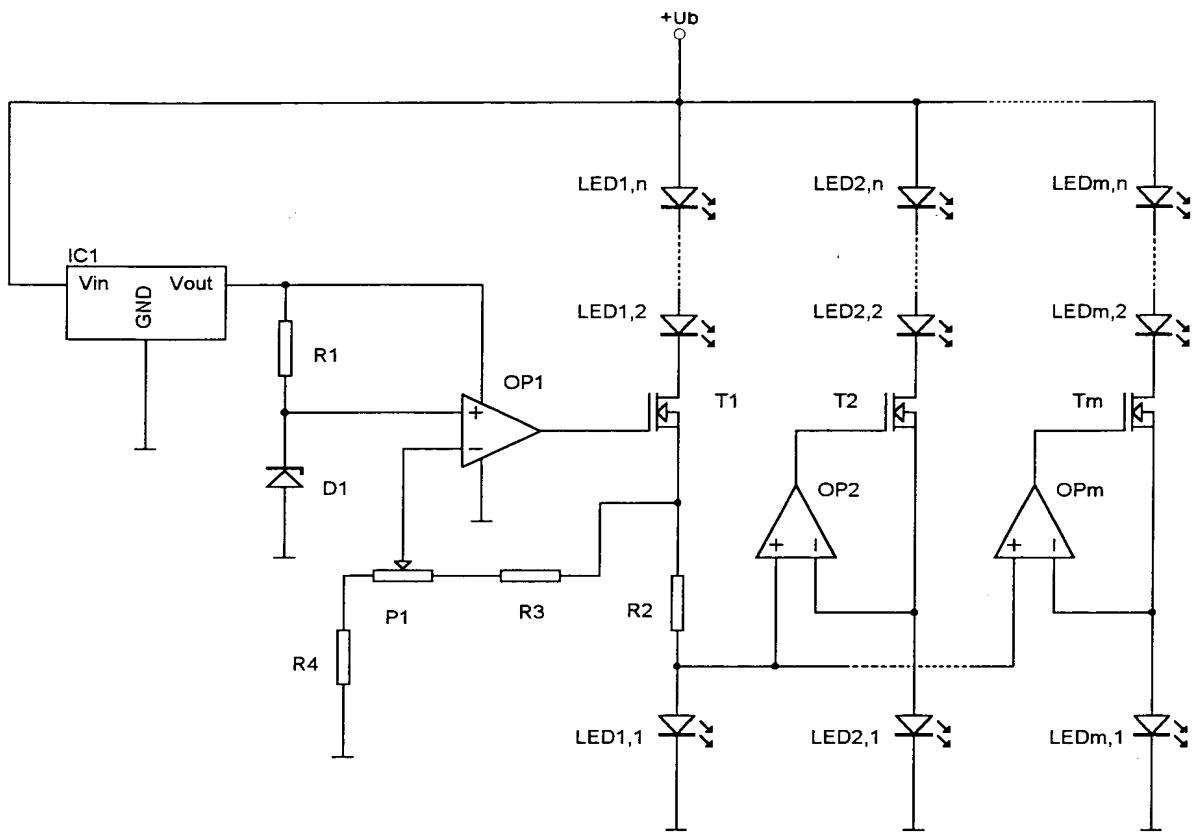 +Ub
LED1,n
LED2,n
LEDm,n
IC1
Vin
GND
Vout
LED1,2
LED2,2
LEDm,2
R1
OP1
T1
T2
Tm
+
−
D1
OP2
OPm
+
−
+
−
P1
R3
R2
R4
LED1,1
LED2,1
LEDm,1